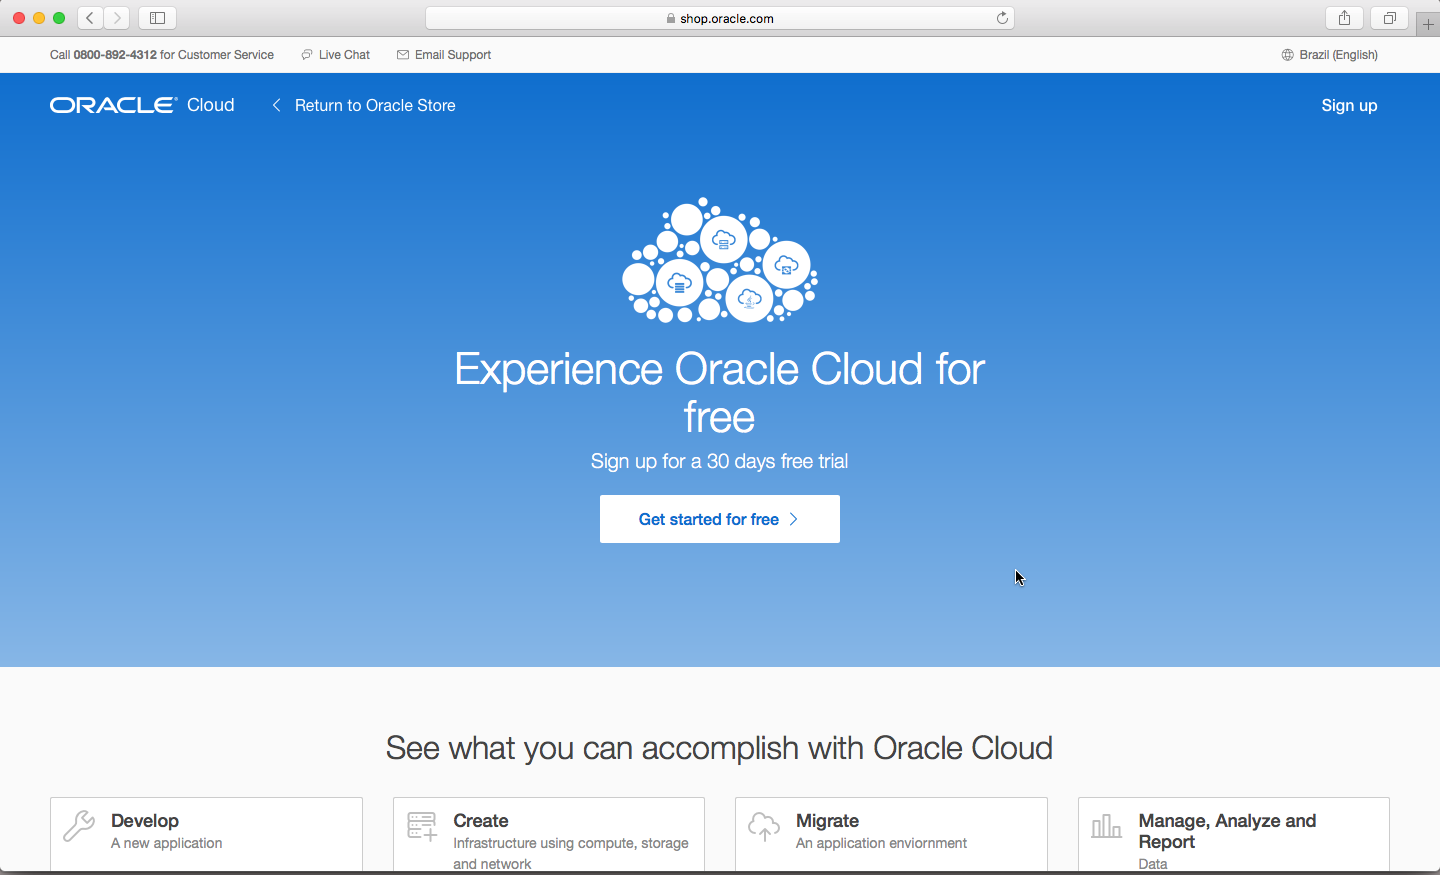 shop.oracle.com
Call 0800-892-4312 for Customer Service
Live Chat
Email Support
Brazil (English)
ORACLE Cloud
Return to Oracle Store
Sign up
Experience Oracle Cloud for
free
Sign up for a 30 days free trial
Get started for free
See what you can accomplish with Oracle Cloud
Develop
A new application
Create
Infrastructure using compute, storage
and network
Migrate
An application enviornment
Manage, Analyze and
Report
Data